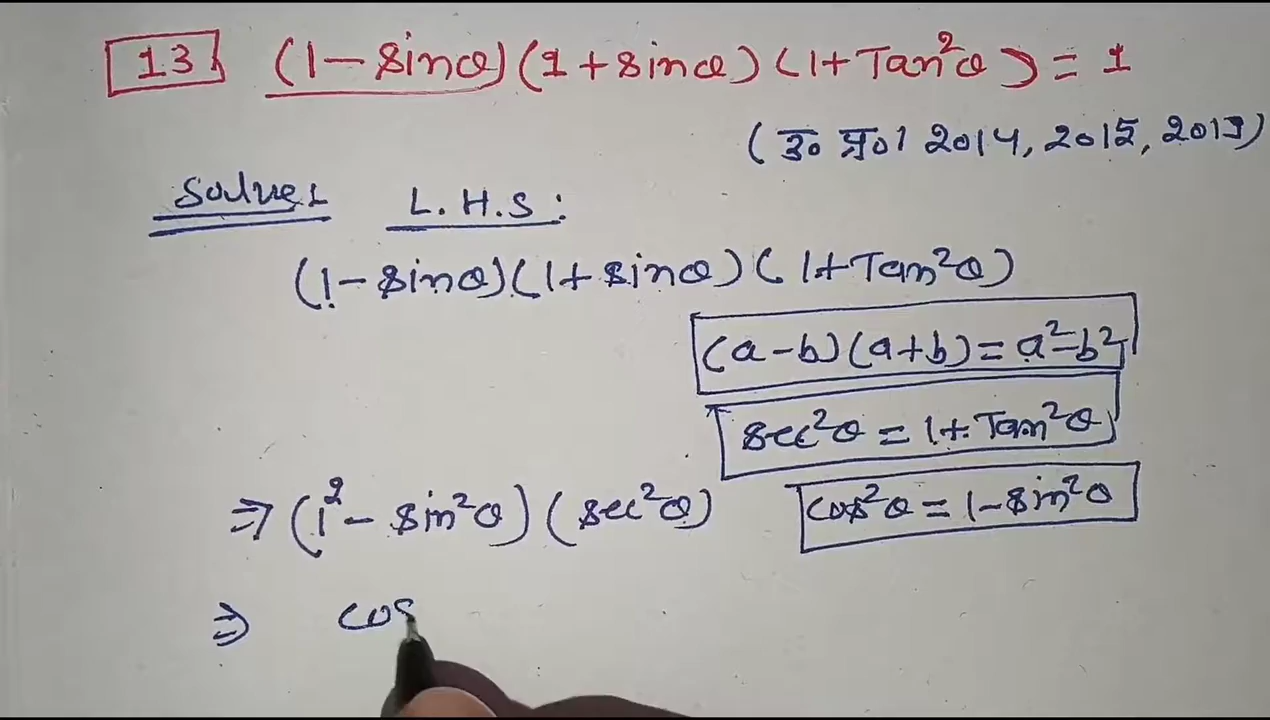 13 (1-sinθ)(1+sinθ)(1+Tan²θ)=1
(उ० प्र०। 2014, 2015, 2019)
Solve:
L.H.S:
(1-sinθ)(1+sinθ)(1+Tan²θ)
(a-b)(a+b)=a²-b²
sec²θ=1+Tan²θ
⇒(1²-sin²θ)(sec²θ)
cos²θ=1-sin²θ
⇒ cos